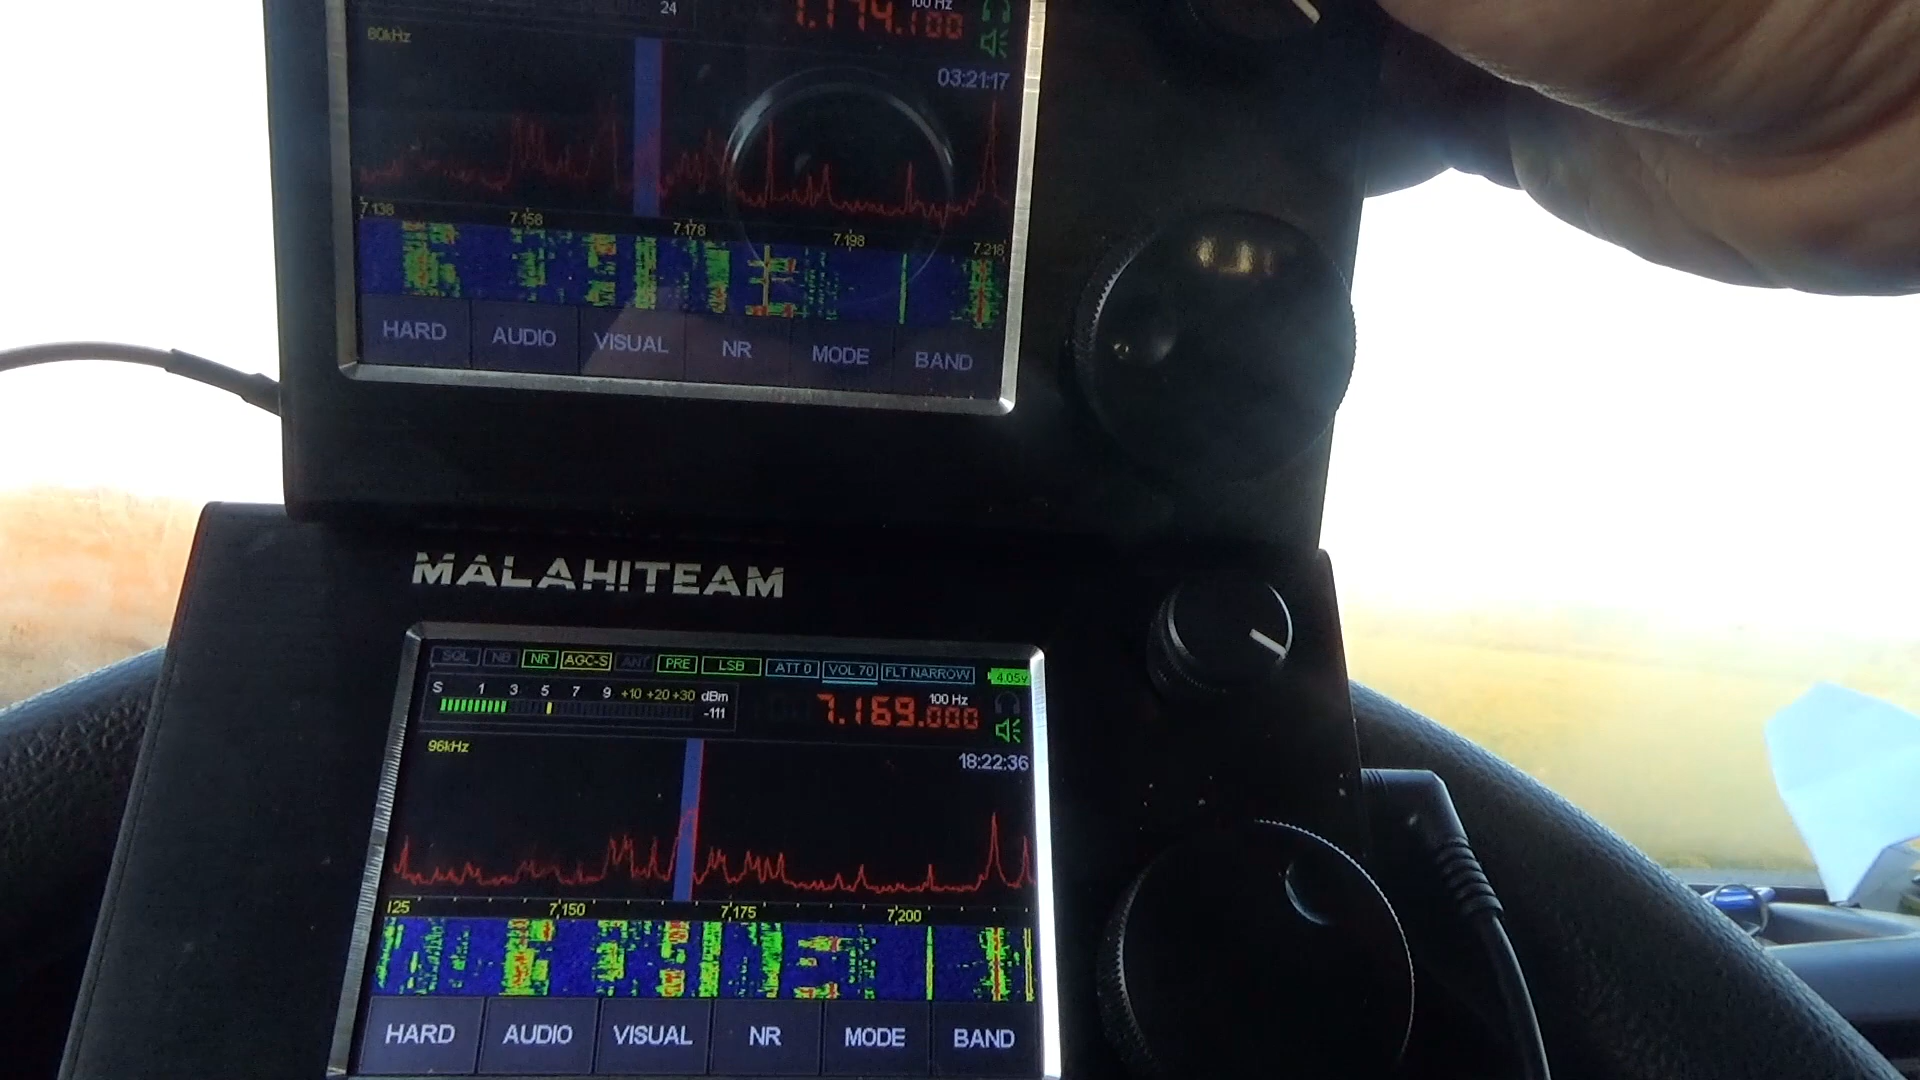 24
100 Hz
7.174.100
60kHz
03:21:17
7.138 7.158 7.178 7.198 7.218
HARD AUDIO VISUAL NR MODE BAND
MALAHITEAM
SQL NB NR AGC-S ANT PRE LSB ATT 0 VOL 70 FLT NARROW 4.05v
S 1 3 5 7 9 +10 +20 +30 dBm
-111
100 Hz
7.169.000
96kHz
18:22:36
125 7,150 7,175 7,200
HARD AUDIO VISUAL NR MODE BAND